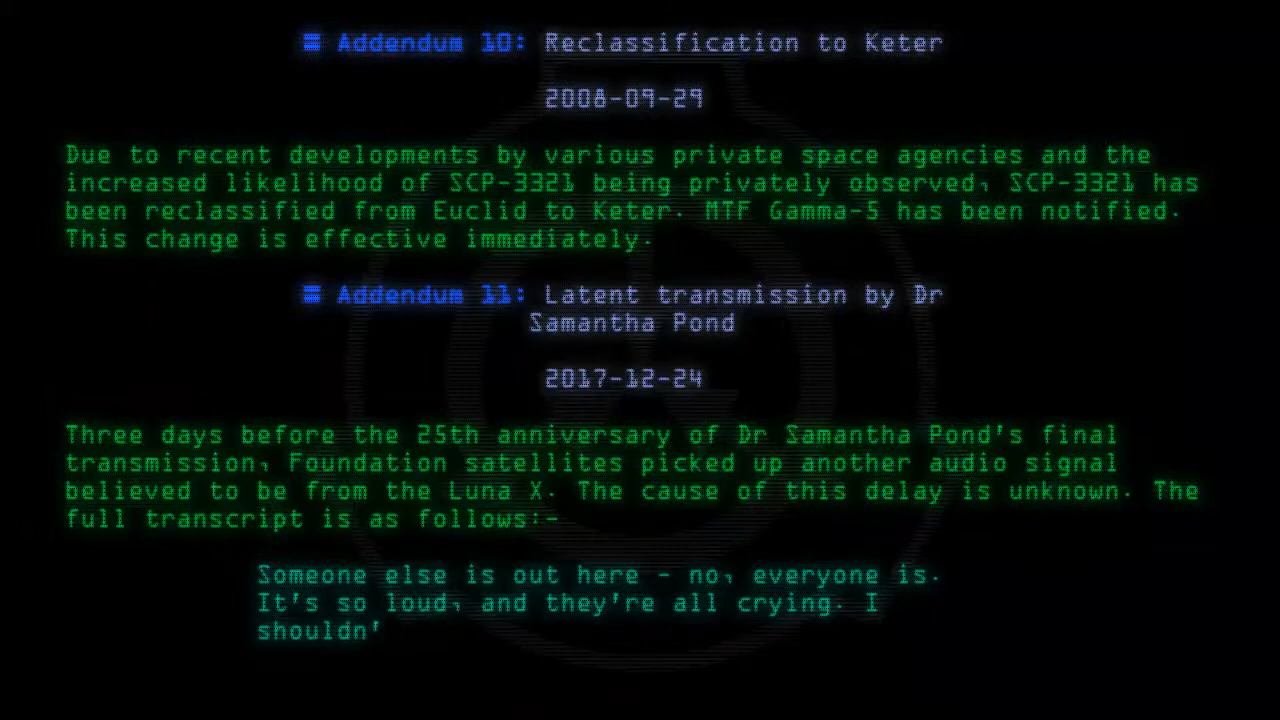 ≡ Addendum 10: Reclassification to Keter
2008-09-29
Due to recent developments by various private space agencies and the
increased likelihood of SCP-3321 being privately observed, SCP-3321 has
been reclassified from Euclid to Keter. MTF Gamma-5 has been notified.
This change is effective immediately.
≡ Addendum 11: Latent transmission by Dr
Samantha Pond
2017-12-24
Three days before the 25th anniversary of Dr Samantha Pond's final
transmission, Foundation satellites picked up another audio signal
believed to be from the Luna X. The cause of this delay is unknown. The
full transcript is as follows:-
Someone else is out here - no, everyone is.
It's so loud, and they're all crying. I
shouldn'